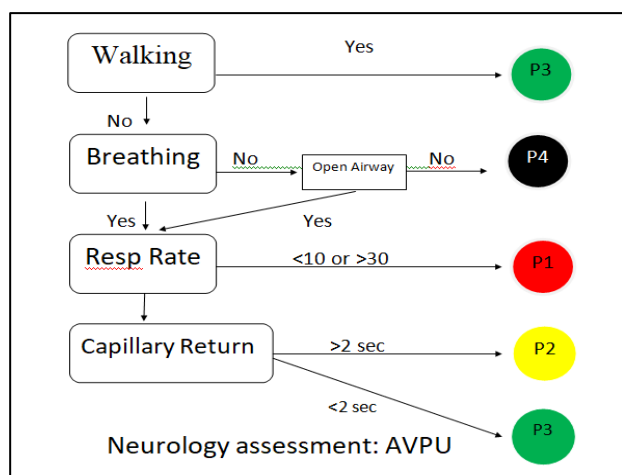 Walking
Yes
P3
No
Breathing
No
Open Airway
No
P4
Yes
Yes
Resp Rate
<10 or >30
P1
Capillary Return
>2 sec
P2
<2 sec
P3
Neurology assessment: AVPU